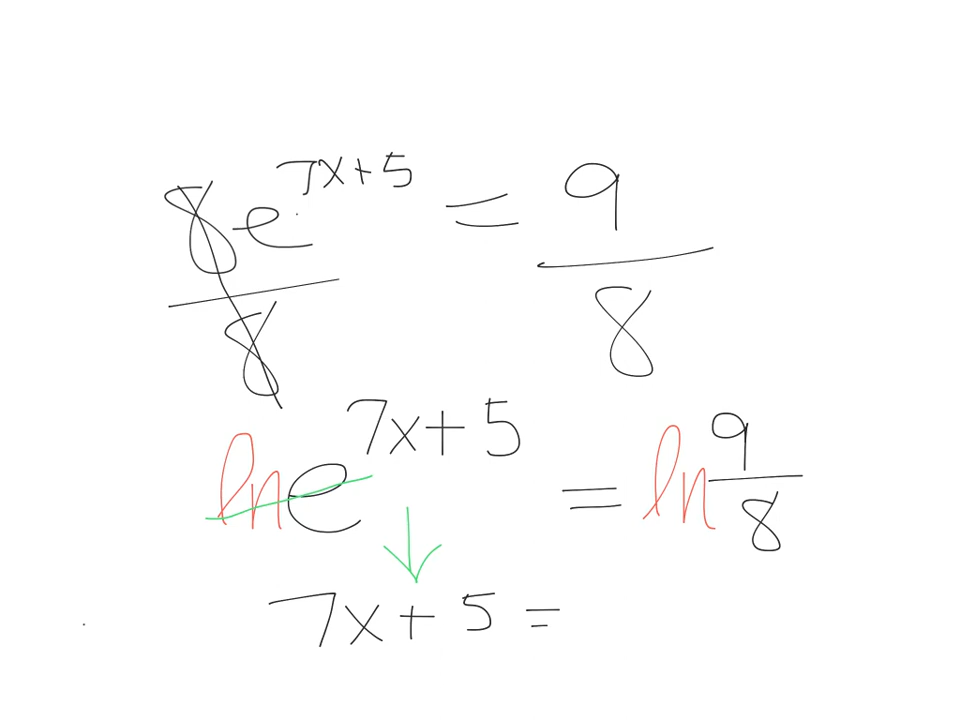 8e^{7x+5} / 8 = 9/8
ln e^{7x+5} = ln 9/8
7x+5=